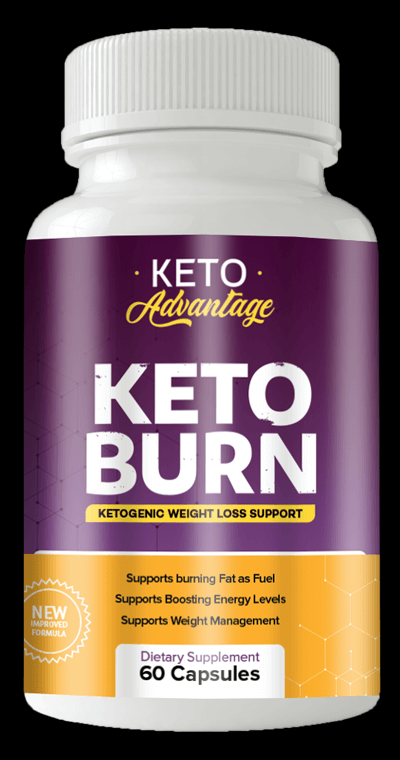 · KETO ·
Advantage
KETO
BURN
KETOGENIC WEIGHT LOSS SUPPORT
Supports burning Fat as Fuel
Supports Boosting Energy Levels
Supports Weight Management
NEW
IMPROVED
FORMULA
Dietary Supplement
60 Capsules